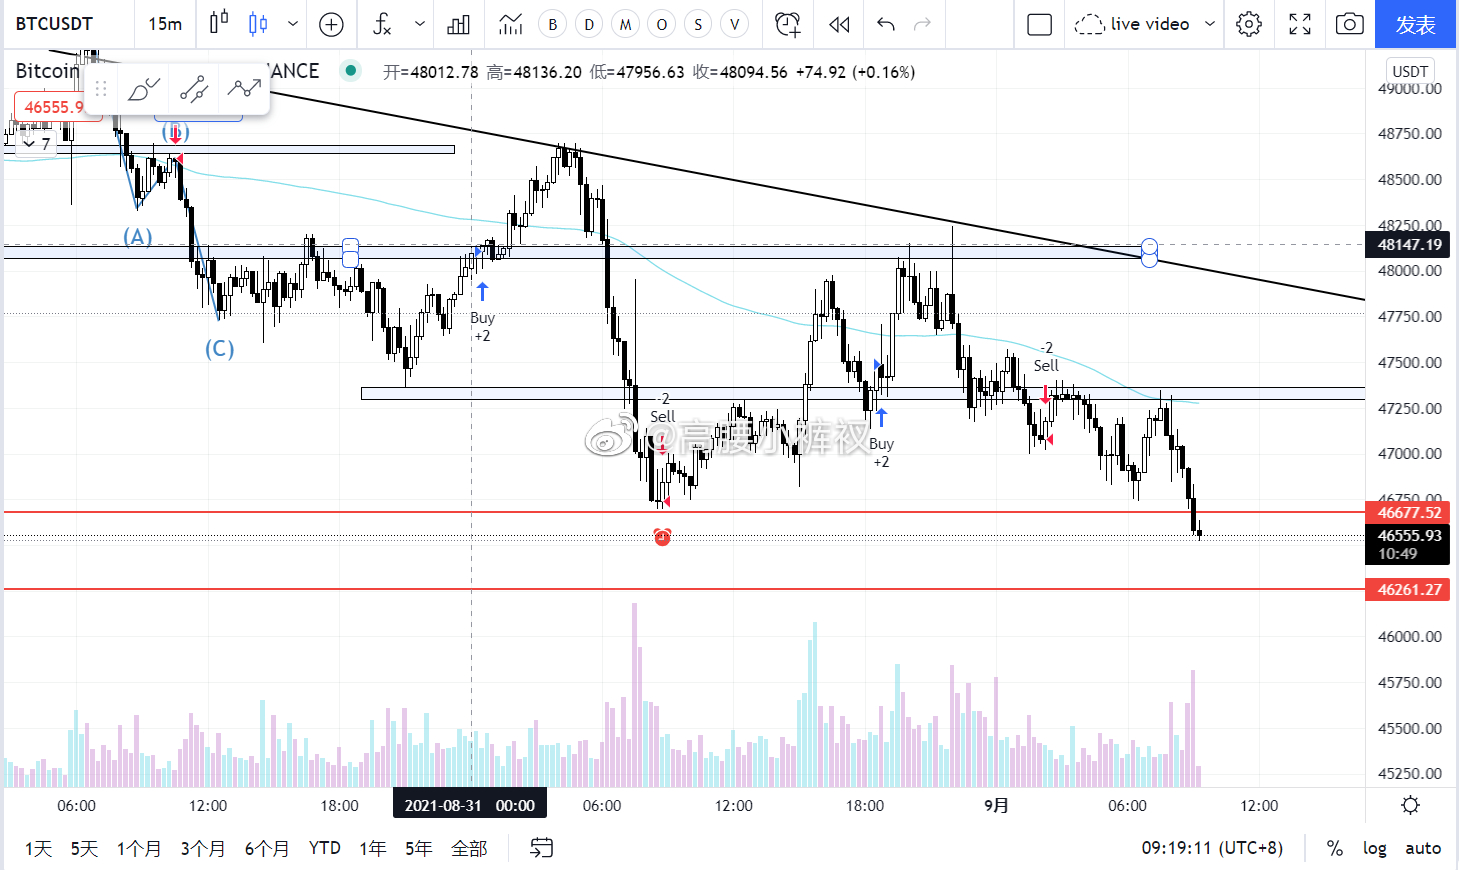 BTCUSDT 15m B D M O S V live video 发表
Bitcoin
NANCE 开=48012.78 高=48136.20 低=47956.63 收=48094.56 +74.92 (+0.16%)
USDT
46555.9
7
(B)
(A)
(C)
Buy
+2
-2
Sell
Buy
+2
-2
Sell
@高腰小裤衩
49000.00
48750.00
48500.00
48250.00
48147.19
48000.00
47750.00
47500.00
47250.00
47000.00
46750.00
46677.52
46555.93
10:49
46261.27
46000.00
45750.00
45500.00
45250.00
06:00 12:00 18:00 2021-08-31 00:00 06:00 12:00 18:00 9月 06:00 12:00
1天 5天 1个月 3个月 6个月 YTD 1年 5年 全部 09:19:11 (UTC+8) % log auto